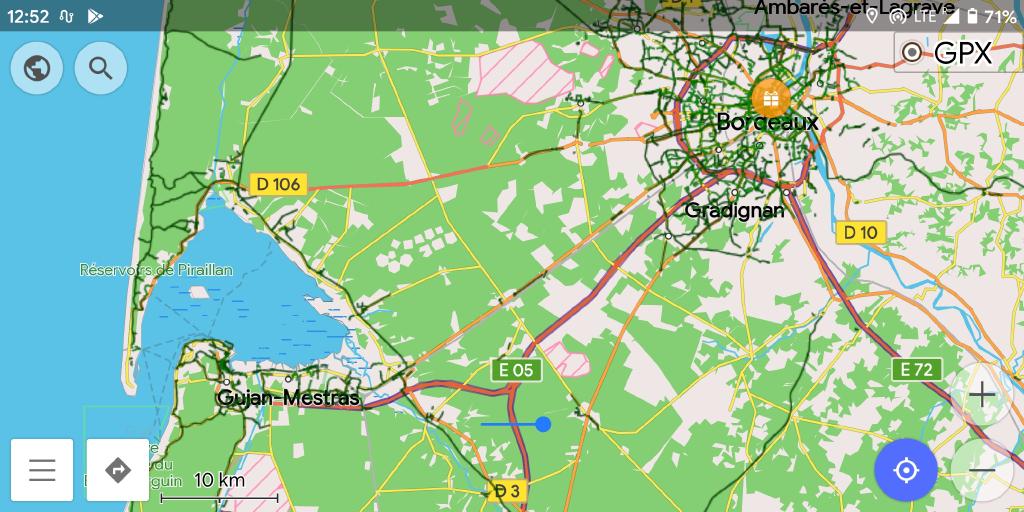 12:52
LTE 71%
Ambarès-et-Lagrave
GPX
Bordeaux
D 106
Gradignan
D 10
Réservoirs de Piraillan
E 05
E 72
Gujan-Mestras
10 km
D 3